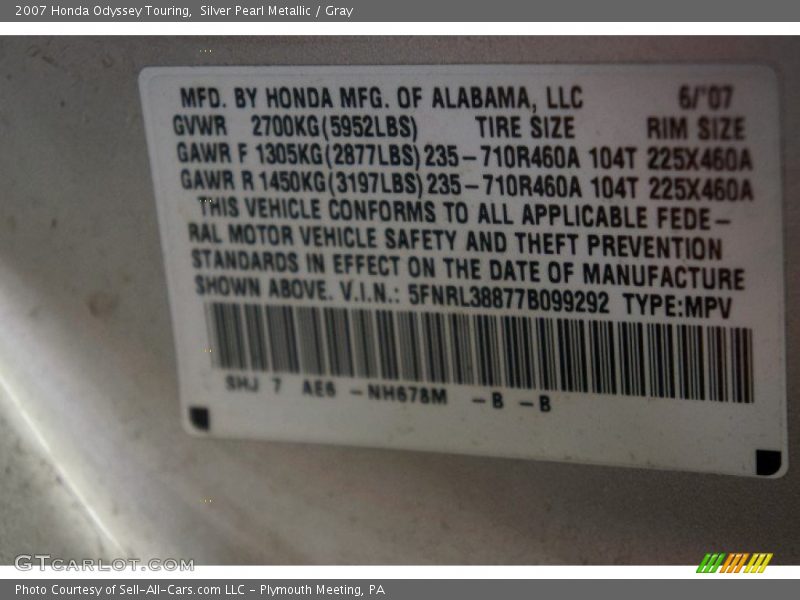 2007 Honda Odyssey Touring, Silver Pearl Metallic / Gray
MFD. BY HONDA MFG. OF ALABAMA, LLC 6/'07
GVWR 2700KG(5952LBS) TIRE SIZE RIM SIZE
GAWR F 1305KG(2877LBS) 235-710R460A 104T 225X460A
GAWR R 1450KG(3197LBS) 235-710R460A 104T 225X460A
THIS VEHICLE CONFORMS TO ALL APPLICABLE FEDE-
RAL MOTOR VEHICLE SAFETY AND THEFT PREVENTION
STANDARDS IN EFFECT ON THE DATE OF MANUFACTURE
SHOWN ABOVE. V.I.N.: 5FNRL38877B099292 TYPE:MPV
SHJ 7 AE6 -NH678M -B -B
GTCARLOT.COM
Photo Courtesy of Sell-All-Cars.com LLC - Plymouth Meeting, PA